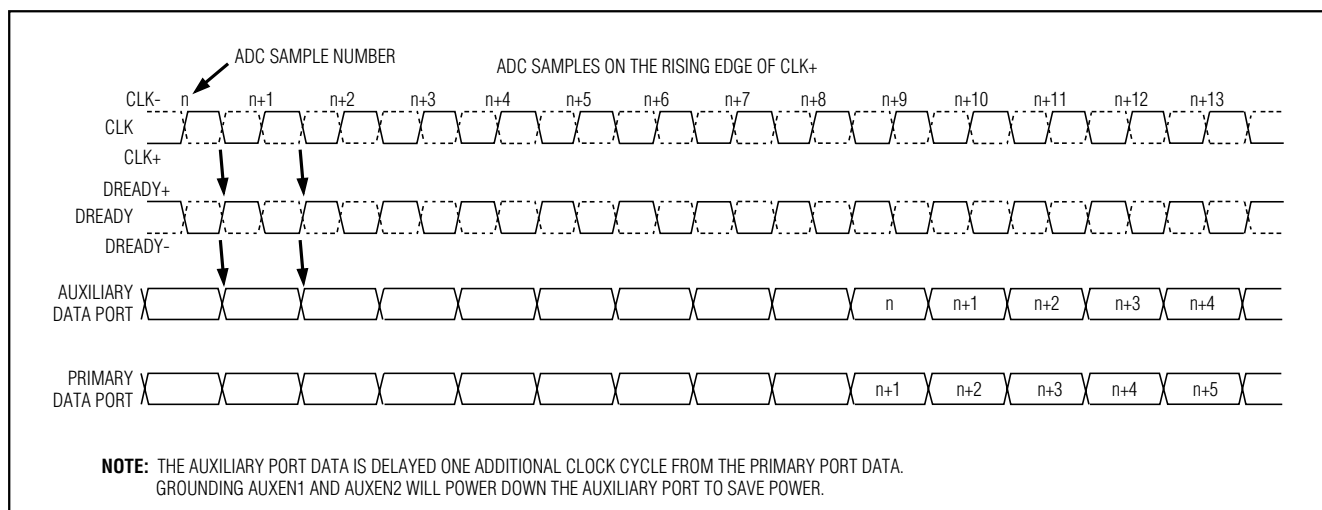 ADC SAMPLE NUMBER
ADC SAMPLES ON THE RISING EDGE OF CLK+
CLK- n n+1 n+2 n+3 n+4 n+5 n+6 n+7 n+8 n+9 n+10 n+11 n+12 n+13
CLK
CLK+
DREADY+
DREADY
DREADY-
AUXILIARY
DATA PORT
n n+1 n+2 n+3 n+4
PRIMARY
DATA PORT
n+1 n+2 n+3 n+4 n+5
NOTE: THE AUXILIARY PORT DATA IS DELAYED ONE ADDITIONAL CLOCK CYCLE FROM THE PRIMARY PORT DATA.
GROUNDING AUXEN1 AND AUXEN2 WILL POWER DOWN THE AUXILIARY PORT TO SAVE POWER.